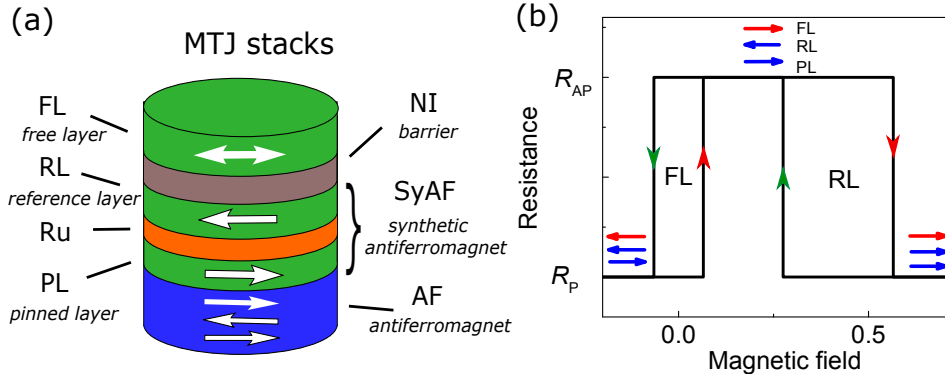 (a)
MTJ stacks
FL
free layer
RL
reference layer
Ru
PL
pinned layer
NI
barrier
SyAF
synthetic
antiferromagnet
AF
antiferromagnet
(b)
FL
RL
PL
R_AP
FL
RL
R_P
Resistance
0.0
0.5
Magnetic field